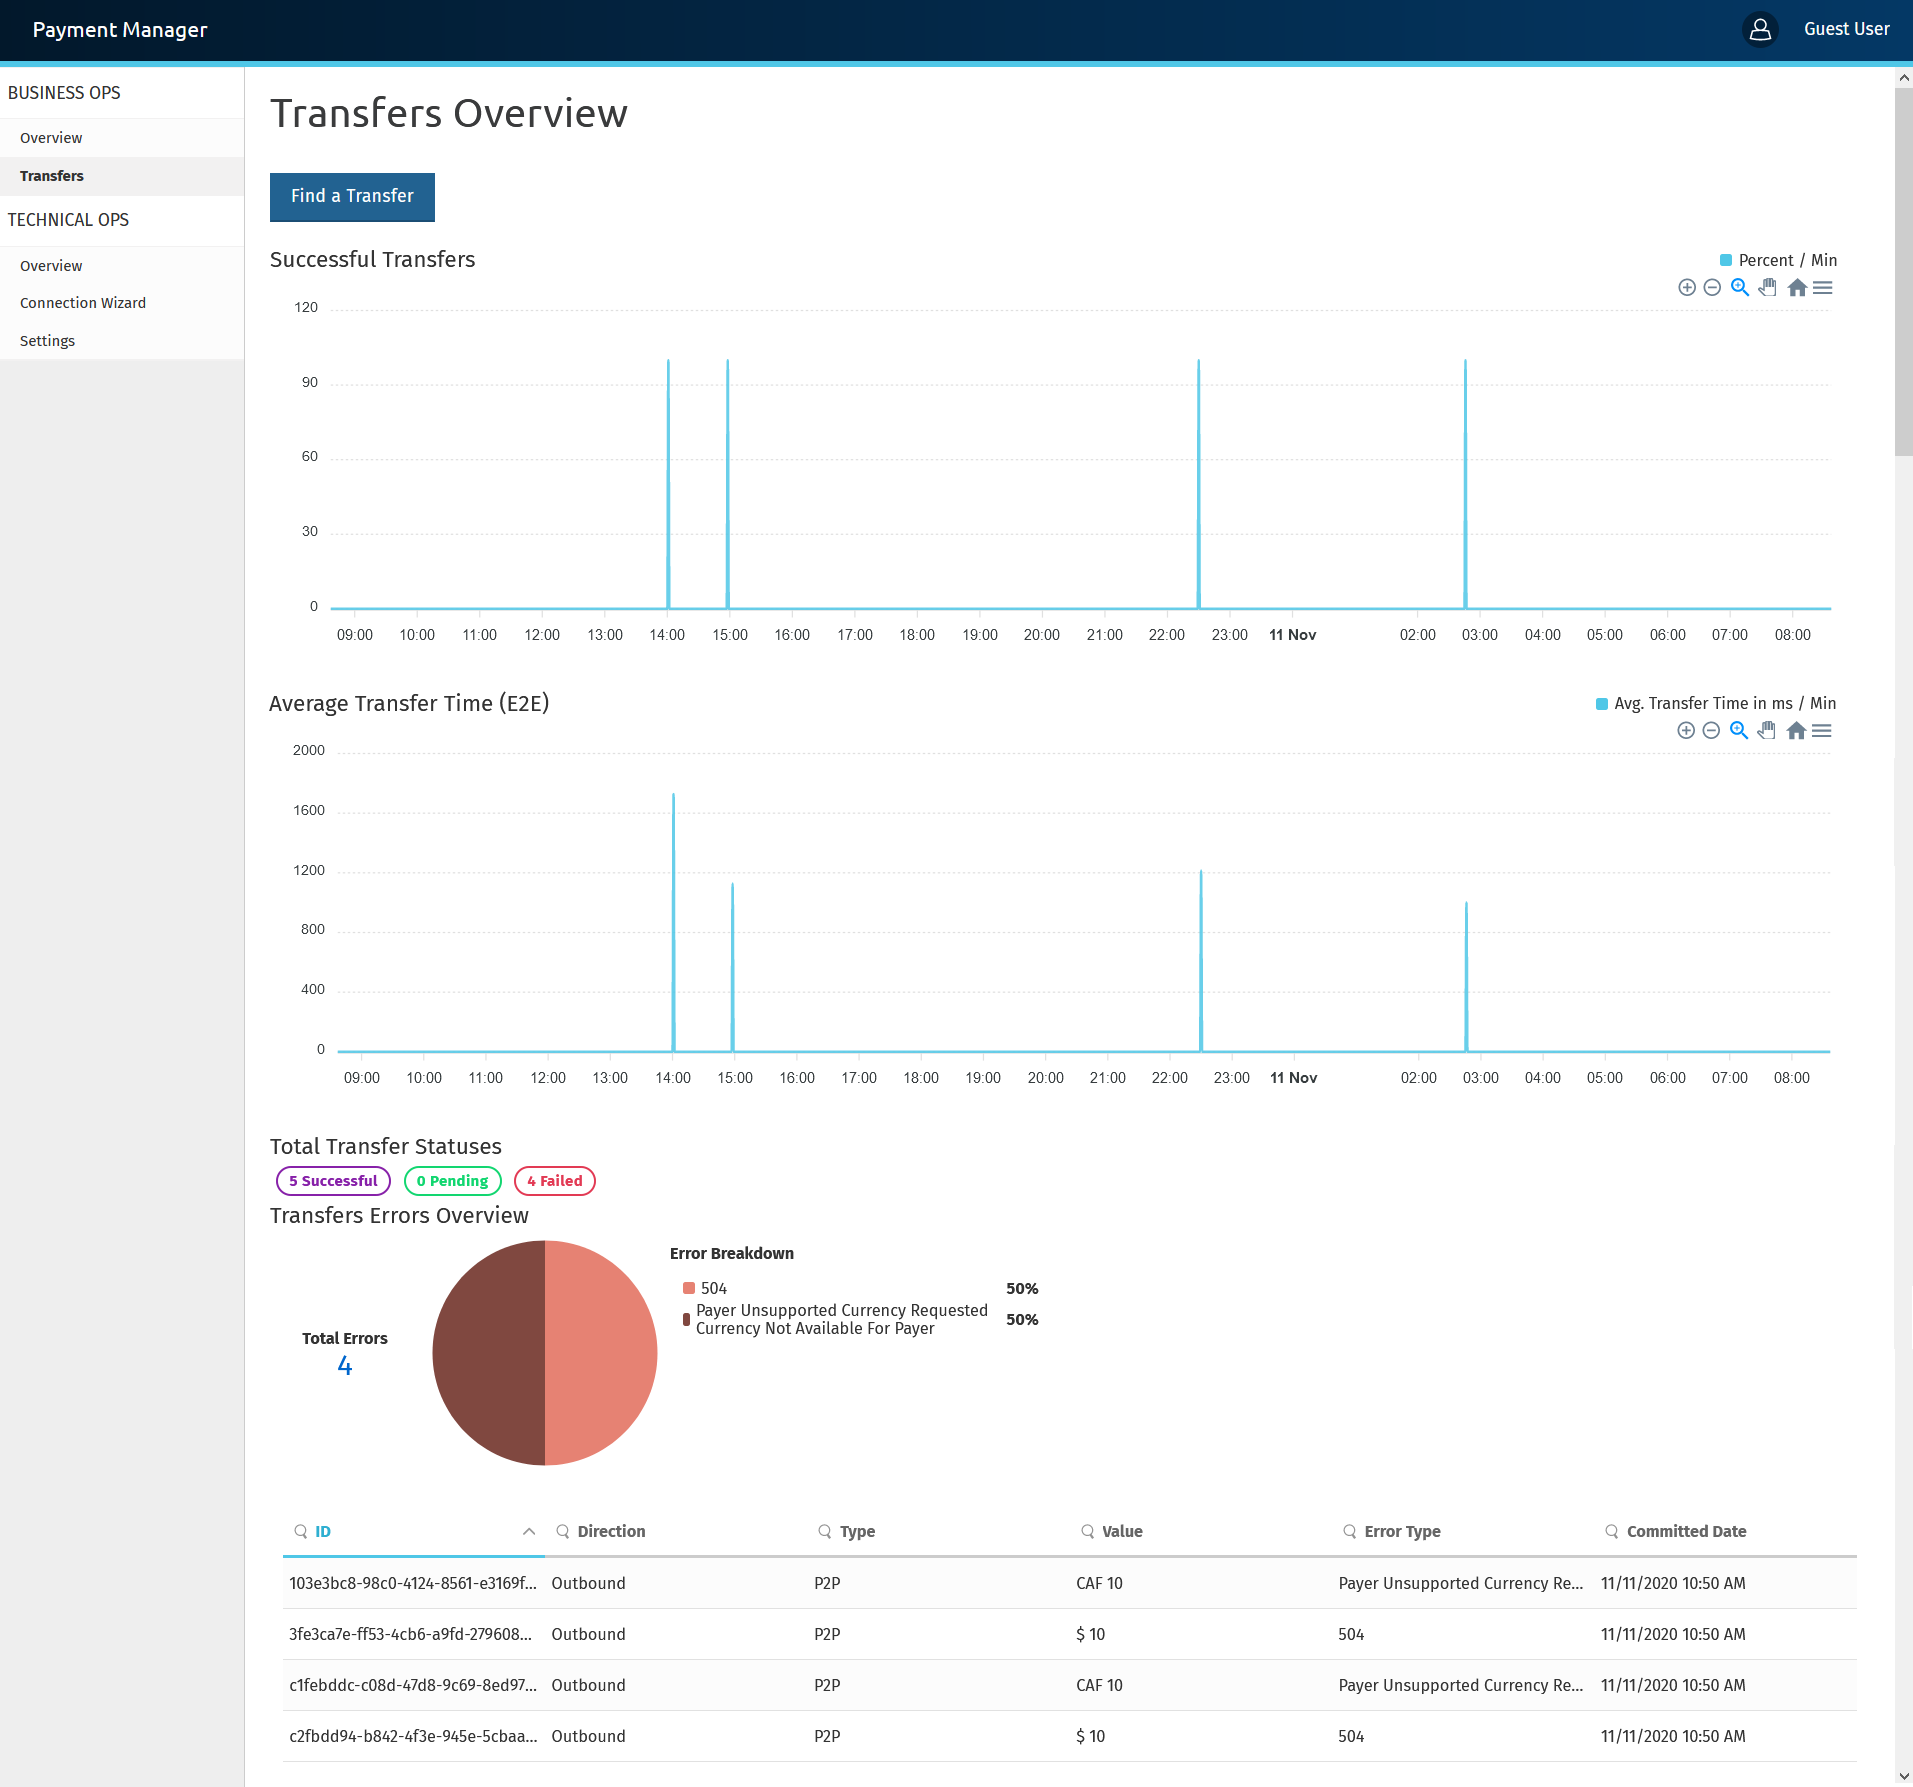 Payment Manager
Guest User
BUSINESS OPS
Overview
Transfers
TECHNICAL OPS
Overview
Connection Wizard
Settings
Transfers Overview
Find a Transfer
Successful Transfers
Percent / Min
120
90
60
30
0
09:00 10:00 11:00 12:00 13:00 14:00 15:00 16:00 17:00 18:00 19:00 20:00 21:00 22:00 23:00 11 Nov 02:00 03:00 04:00 05:00 06:00 07:00 08:00
Average Transfer Time (E2E)
Avg. Transfer Time in ms / Min
2000
1600
1200
800
400
0
09:00 10:00 11:00 12:00 13:00 14:00 15:00 16:00 17:00 18:00 19:00 20:00 21:00 22:00 23:00 11 Nov 02:00 03:00 04:00 05:00 06:00 07:00 08:00
Total Transfer Statuses
5 Successful 0 Pending 4 Failed
Transfers Errors Overview
Total Errors
4
Error Breakdown
504 50%
Payer Unsupported Currency Requested
Currency Not Available For Payer 50%
ID Direction Type Value Error Type Committed Date
103e3bc8-98c0-4124-8561-e3169f... Outbound P2P CAF 10 Payer Unsupported Currency Re... 11/11/2020 10:50 AM
3fe3ca7e-ff53-4cb6-a9fd-279608... Outbound P2P $ 10 504 11/11/2020 10:50 AM
c1febddc-c08d-47d8-9c69-8ed97... Outbound P2P CAF 10 Payer Unsupported Currency Re... 11/11/2020 10:50 AM
c2fbdd94-b842-4f3e-945e-5cbaa... Outbound P2P $ 10 504 11/11/2020 10:50 AM